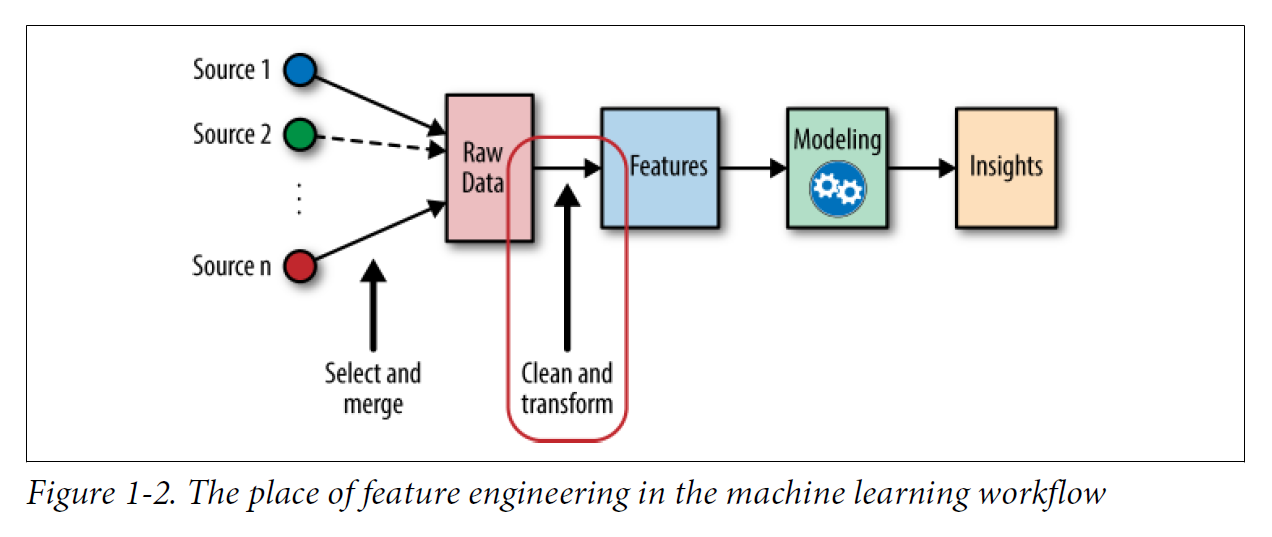 Source 1
Source 2
⋮
Source n
Select and
merge
Raw
Data
Clean and
transform
Features
Modeling
Insights
Figure 1-2. The place of feature engineering in the machine learning workflow